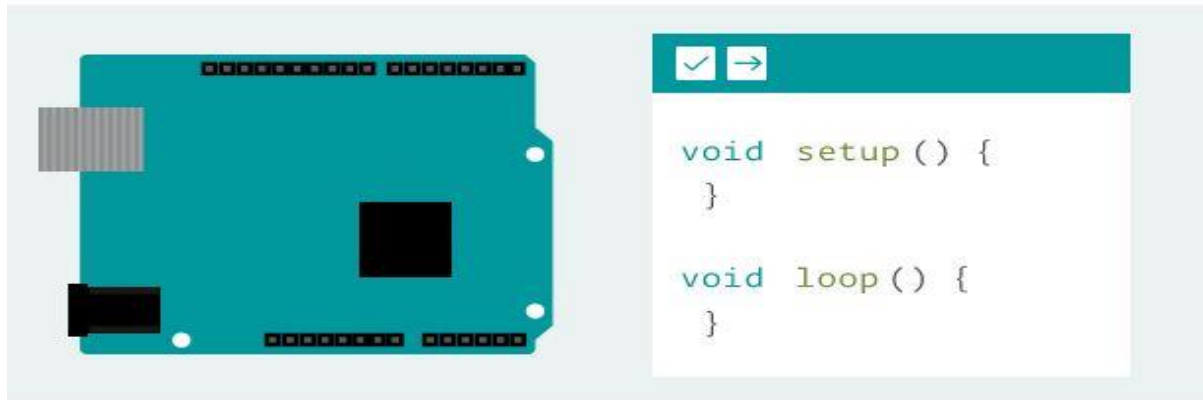 void setup () {
}
void loop () {
}